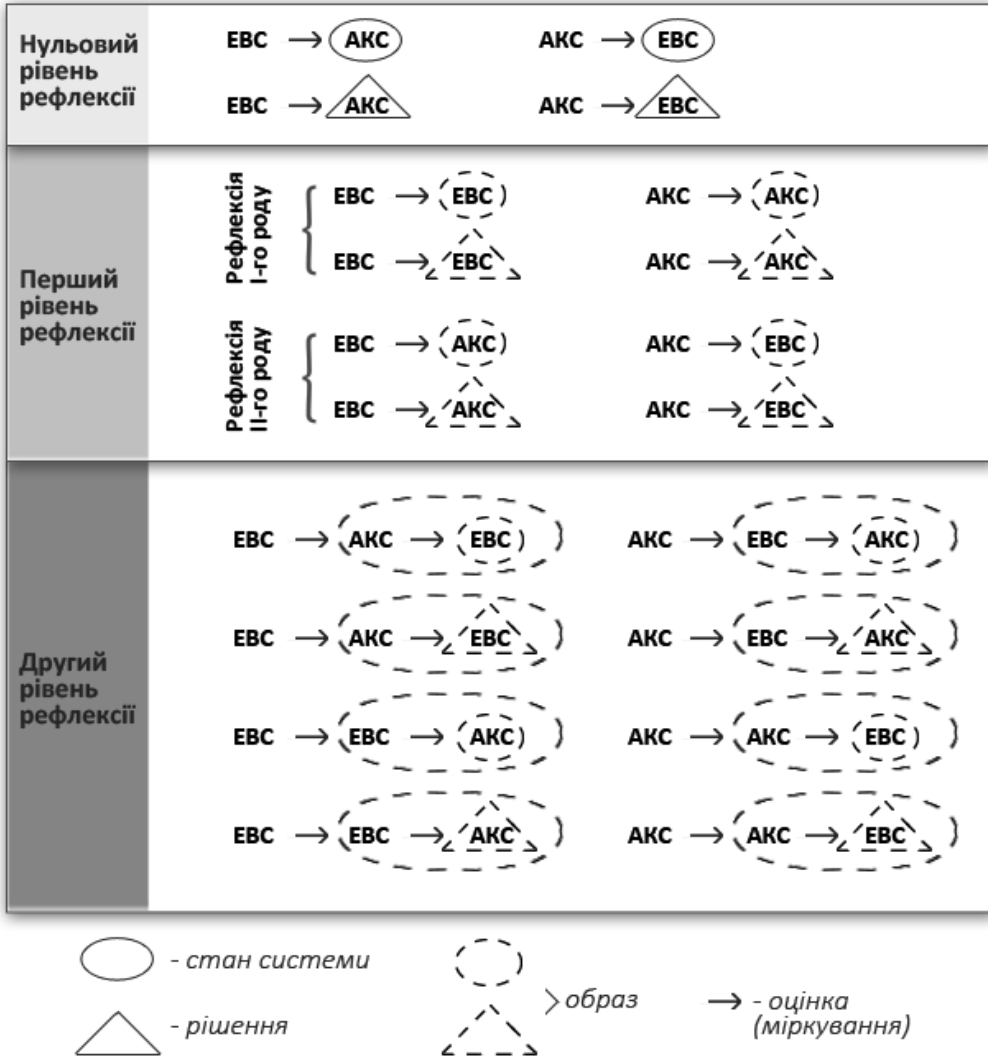 Нульовий
рівень
рефлексії
ЕВС → АКС АКС → ЕВС
ЕВС → АКС АКС → ЕВС
Перший
рівень
рефлексії
Рефлексія
І-го роду
ЕВС → ЕВС АКС → АКС
ЕВС → ЕВС АКС → АКС
Рефлексія
ІІ-го роду
ЕВС → АКС АКС → ЕВС
ЕВС → АКС АКС → ЕВС
Другий
рівень
рефлексії
ЕВС → АКС → ЕВС АКС → ЕВС → АКС
ЕВС → АКС → ЕВС АКС → ЕВС → АКС
ЕВС → ЕВС → АКС АКС → АКС → ЕВС
ЕВС → ЕВС → АКС АКС → АКС → ЕВС
- стан системи
- рішення
образ
→ - оцінка
(міркування)